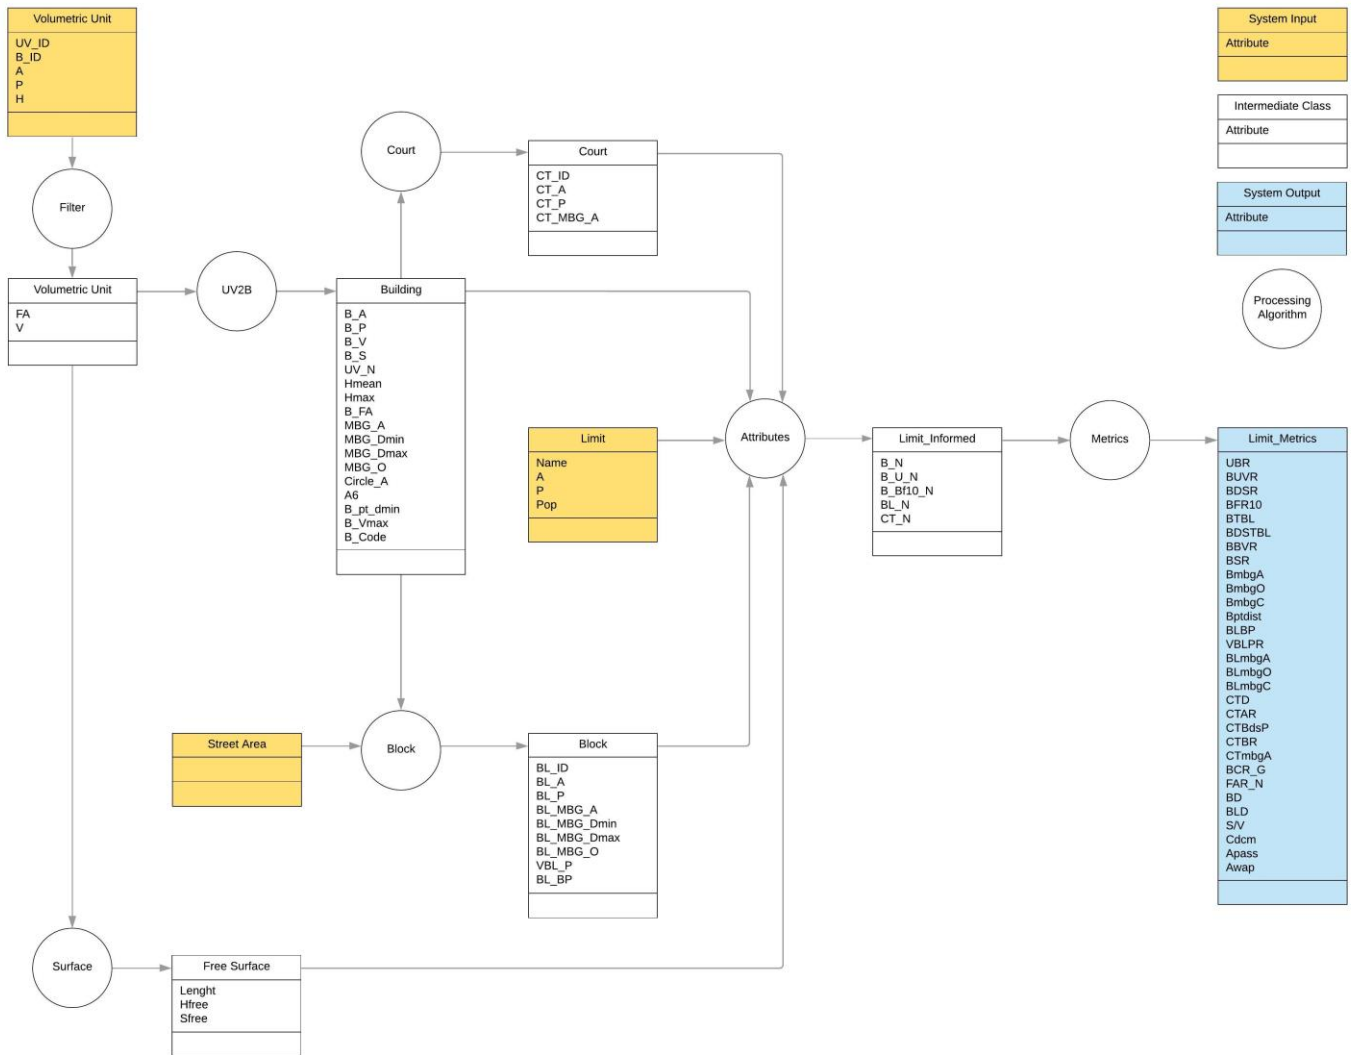 Volumetric Unit
UV_ID
B_ID
A
P
H
Filter
Volumetric Unit
FA
V
UV2B
Building
B_A
B_P
B_V
B_S
UV_N
Hmean
Hmax
B_FA
MBG_A
MBG_Dmin
MBG_Dmax
MBG_O
Circle_A
A6
B_pt_dmin
B_Vmax
B_Code
Court
Court
CT_ID
CT_A
CT_P
CT_MBG_A
Limit
Name
A
P
Pop
Street Area
Block
Block
BL_ID
BL_A
BL_P
BL_MBG_A
BL_MBG_Dmin
BL_MBG_Dmax
BL_MBG_O
VBL_P
BL_BP
Surface
Free Surface
Lenght
Hfree
Sfree
Attributes
Limit_Informed
B_N
B_U_N
B_Bf10_N
BL_N
CT_N
Metrics
Limit_Metrics
UBR
BUVR
BDSR
BFR10
BTBL
BDSTBL
BBVR
BSR
BmbgA
BmbgO
BmbgC
Bptdist
BLBP
VBLPR
BLmbgA
BLmbgO
BLmbgC
CTD
CTAR
CTBdsP
CTBR
CTmbgA
BCR_G
FAR_N
BD
BLD
S/V
Cdcm
Apass
Awap
System Input
Attribute
Intermediate Class
Attribute
System Output
Attribute
Processing
Algorithm